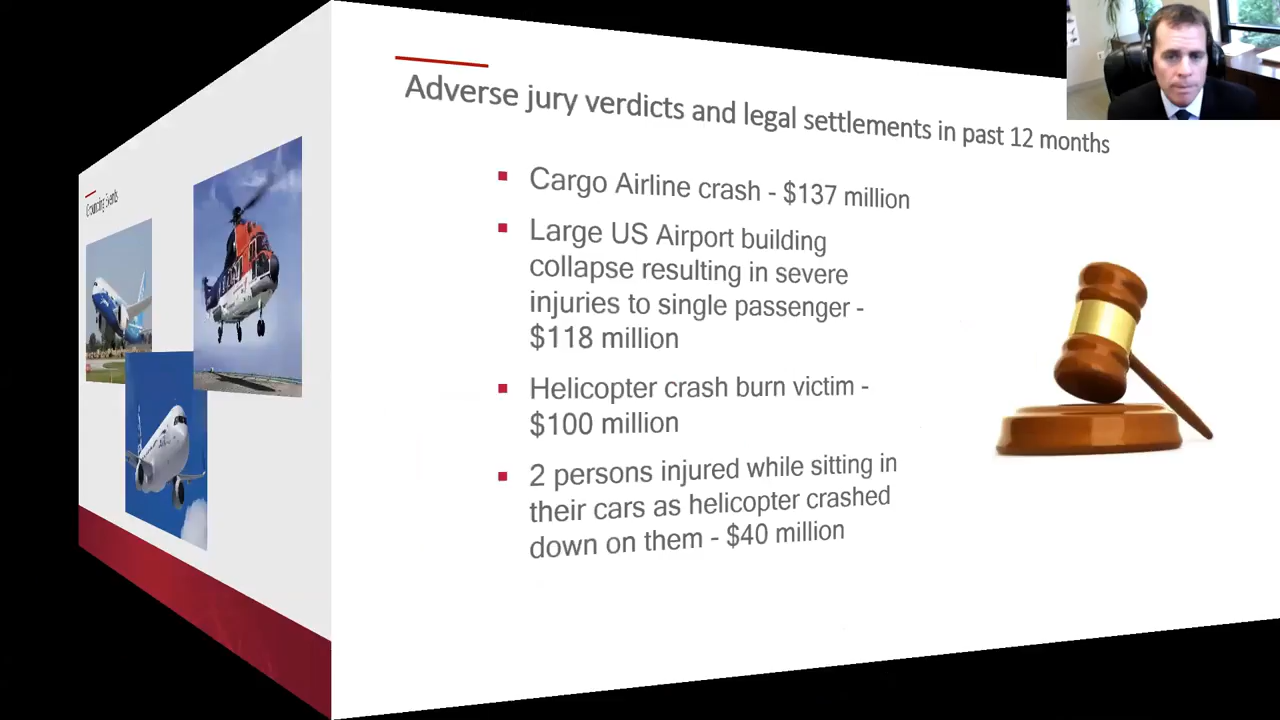 Grounding Events
Adverse jury verdicts and legal settlements in past 12 months
Cargo Airline crash - $137 million
Large US Airport building
collapse resulting in severe
injuries to single passenger -
$118 million
Helicopter crash burn victim -
$100 million
2 persons injured while sitting in
their cars as helicopter crashed
down on them - $40 million